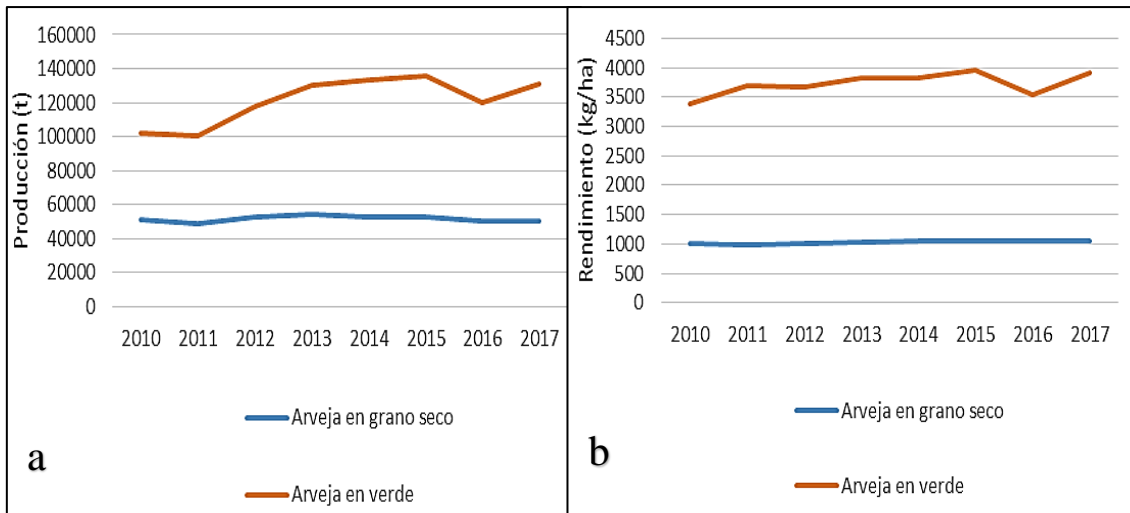 Producción (t)
160000
140000
120000
100000
80000
60000
40000
20000
0
2010 2011 2012 2013 2014 2015 2016 2017
Arveja en grano seco
Arveja en verde
a
Rendimiento (kg/ha)
4500
4000
3500
3000
2500
2000
1500
1000
500
0
2010 2011 2012 2013 2014 2015 2016 2017
Arveja en grano seco
Arveja en verde
b